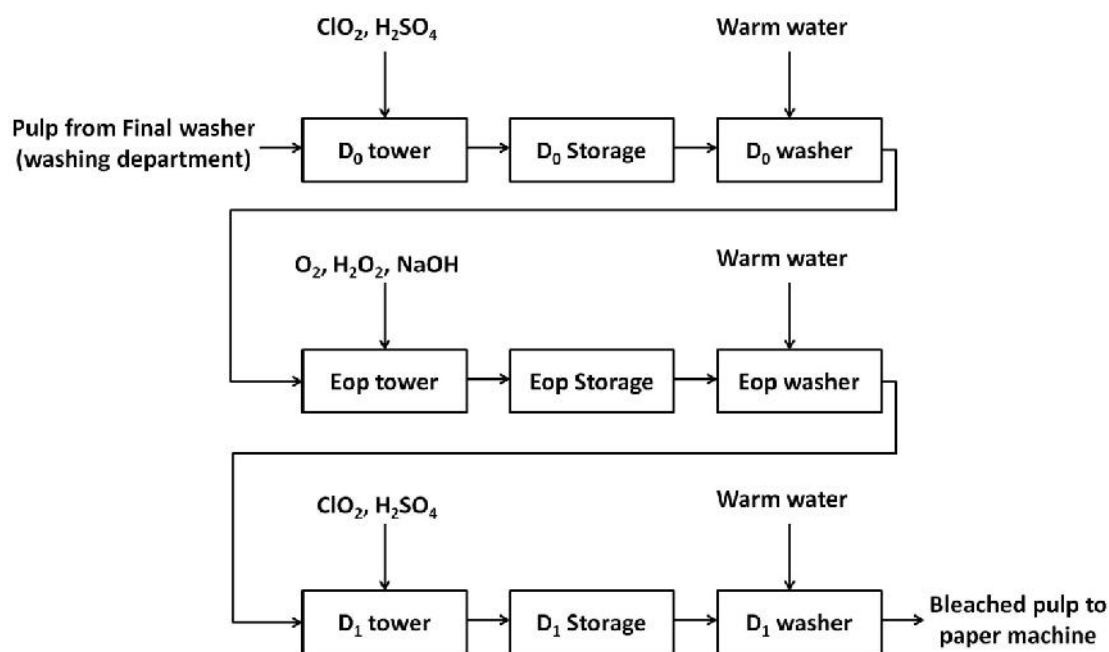 ClO₂, H₂SO₄
Warm water
Pulp from Final washer
(washing department)
D₀ tower
D₀ Storage
D₀ washer
O₂, H₂O₂, NaOH
Warm water
Eop tower
Eop Storage
Eop washer
ClO₂, H₂SO₄
Warm water
D₁ tower
D₁ Storage
D₁ washer
Bleached pulp to
paper machine